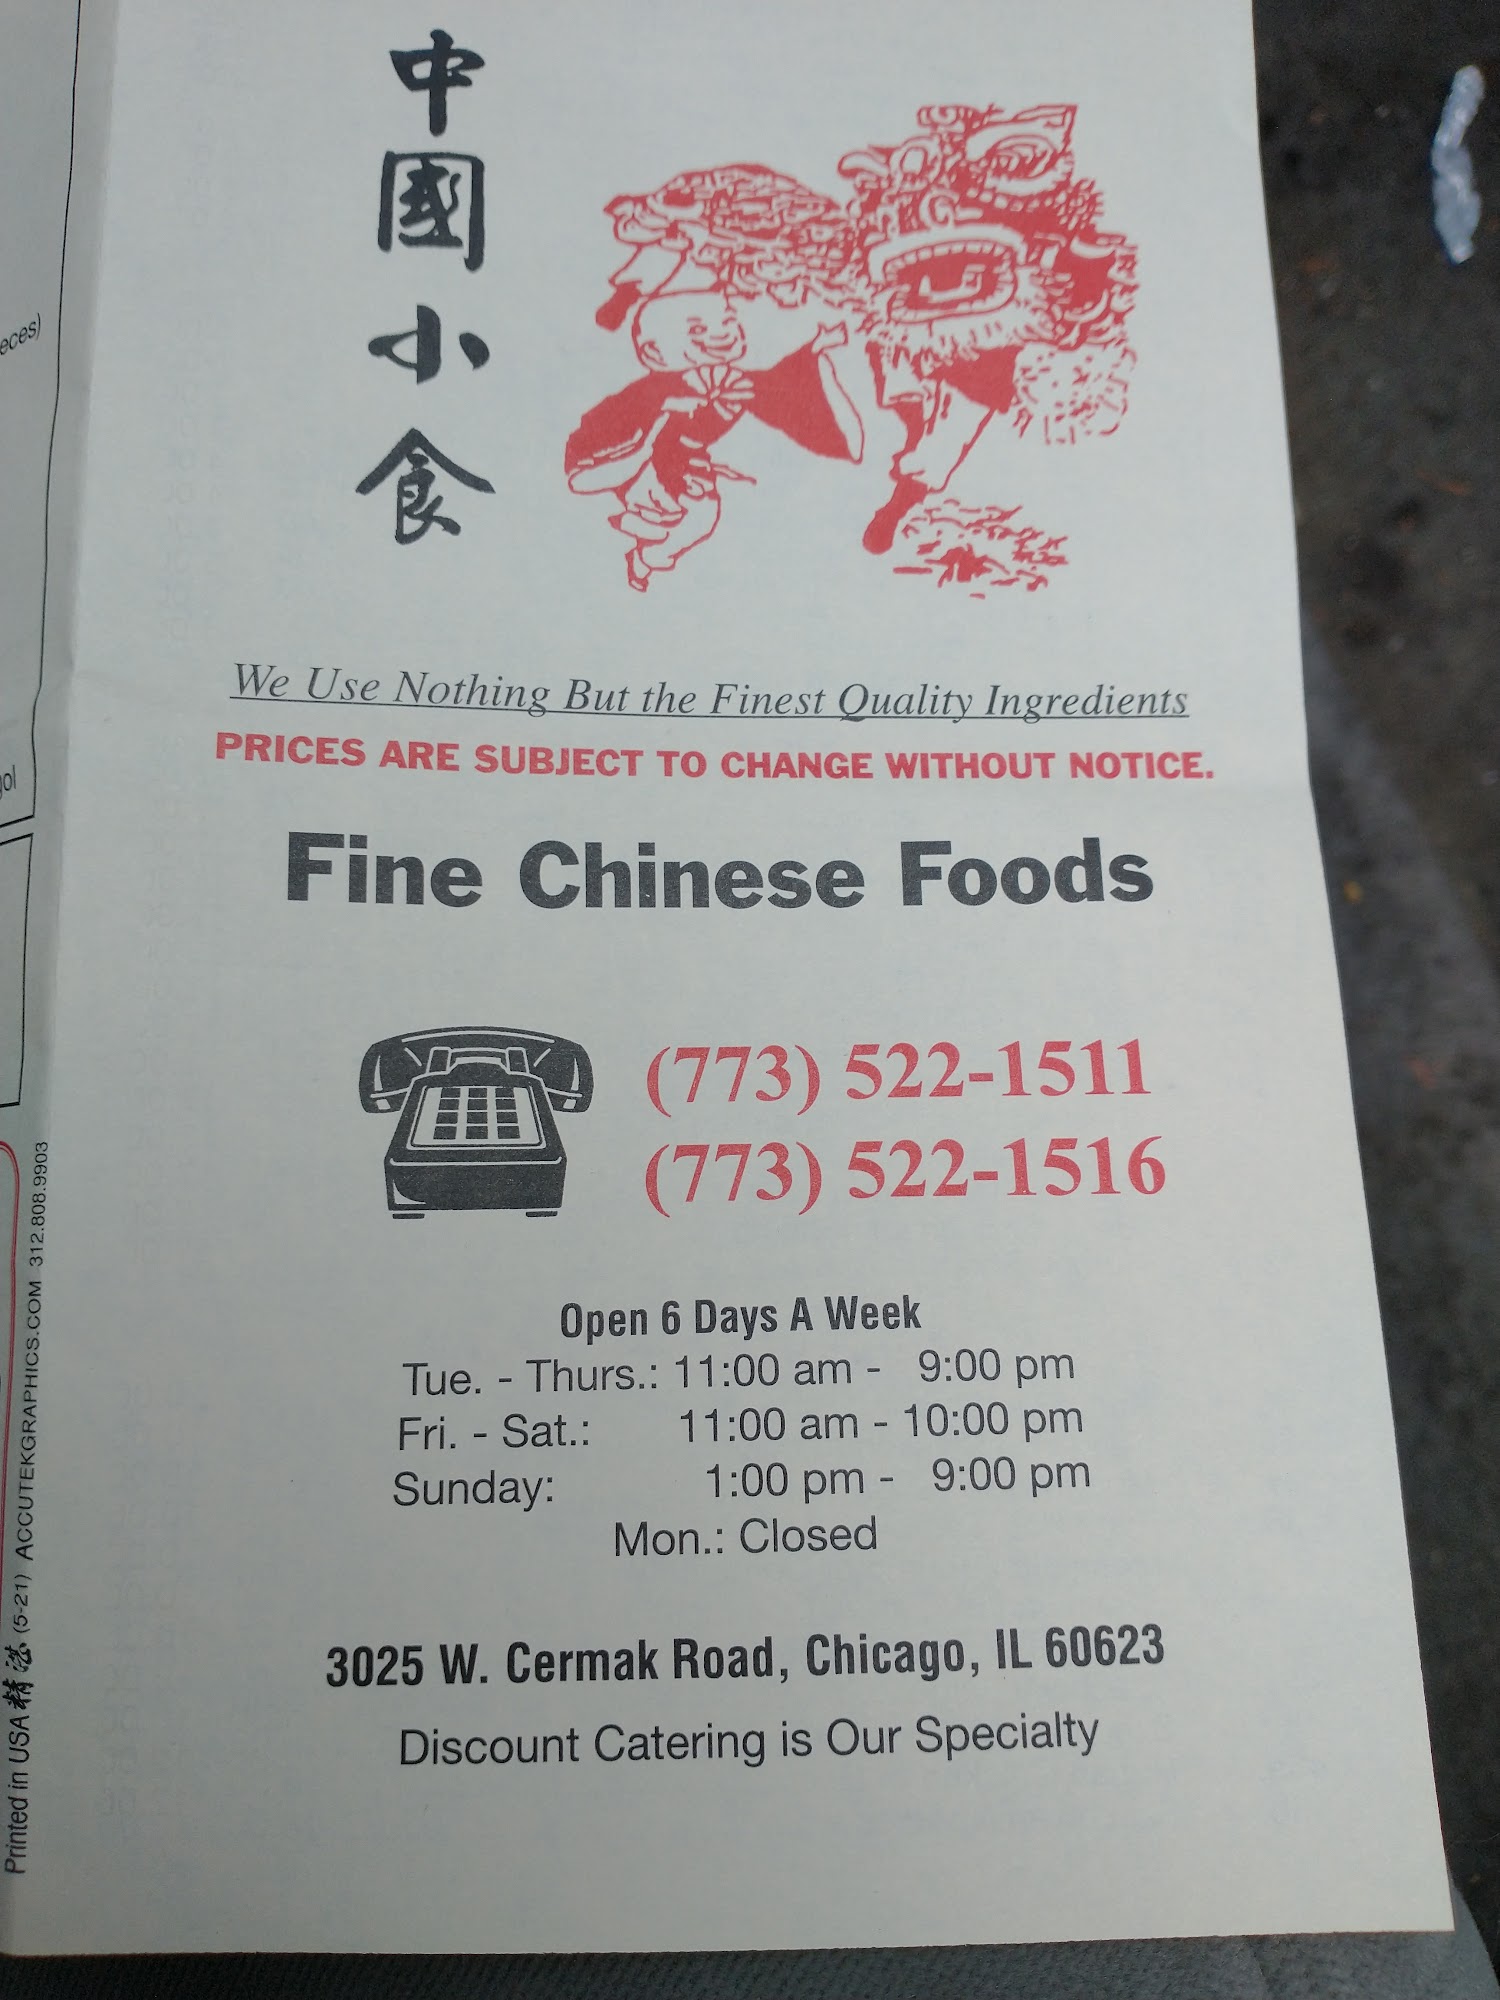 中國小食
We Use Nothing But the Finest Quality Ingredients
PRICES ARE SUBJECT TO CHANGE WITHOUT NOTICE.
Fine Chinese Foods
(773) 522-1511
(773) 522-1516
Open 6 Days A Week
Tue. - Thurs.: 11:00 am - 9:00 pm
Fri. - Sat.: 11:00 am - 10:00 pm
Sunday: 1:00 pm - 9:00 pm
Mon.: Closed
3025 W. Cermak Road, Chicago, IL 60623
Discount Catering is Our Specialty
Printed in USA (5-21) ACCUTEKGRAPHICS.COM 312.808.9903